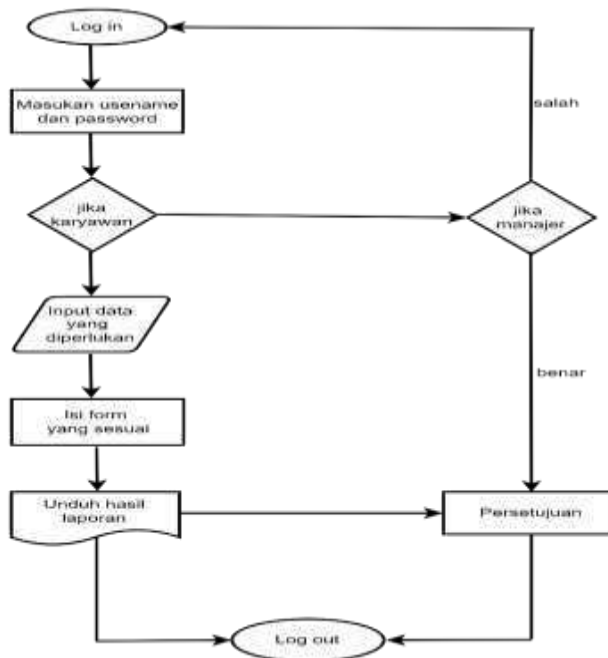 Log in
Masukan usename
dan password
salah
jika
karyawan
jika
manajer
Input data
yang
diperlukan
benar
Isi form
yang sesuai
Unduh hasil
laporan
Persetujuan
Log out